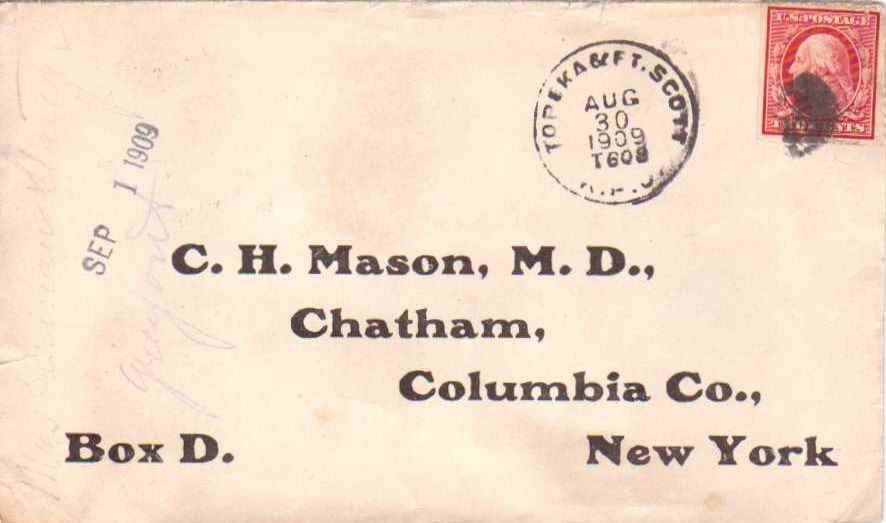 U.S. POSTAGE
TWO CENTS
TOPEKA & FT. SCOTT
AUG
30
1909
T608
R.P.O.
SEP 1 1909
C. H. Mason, M. D.,
Chatham,
Columbia Co.,
Box D. New York